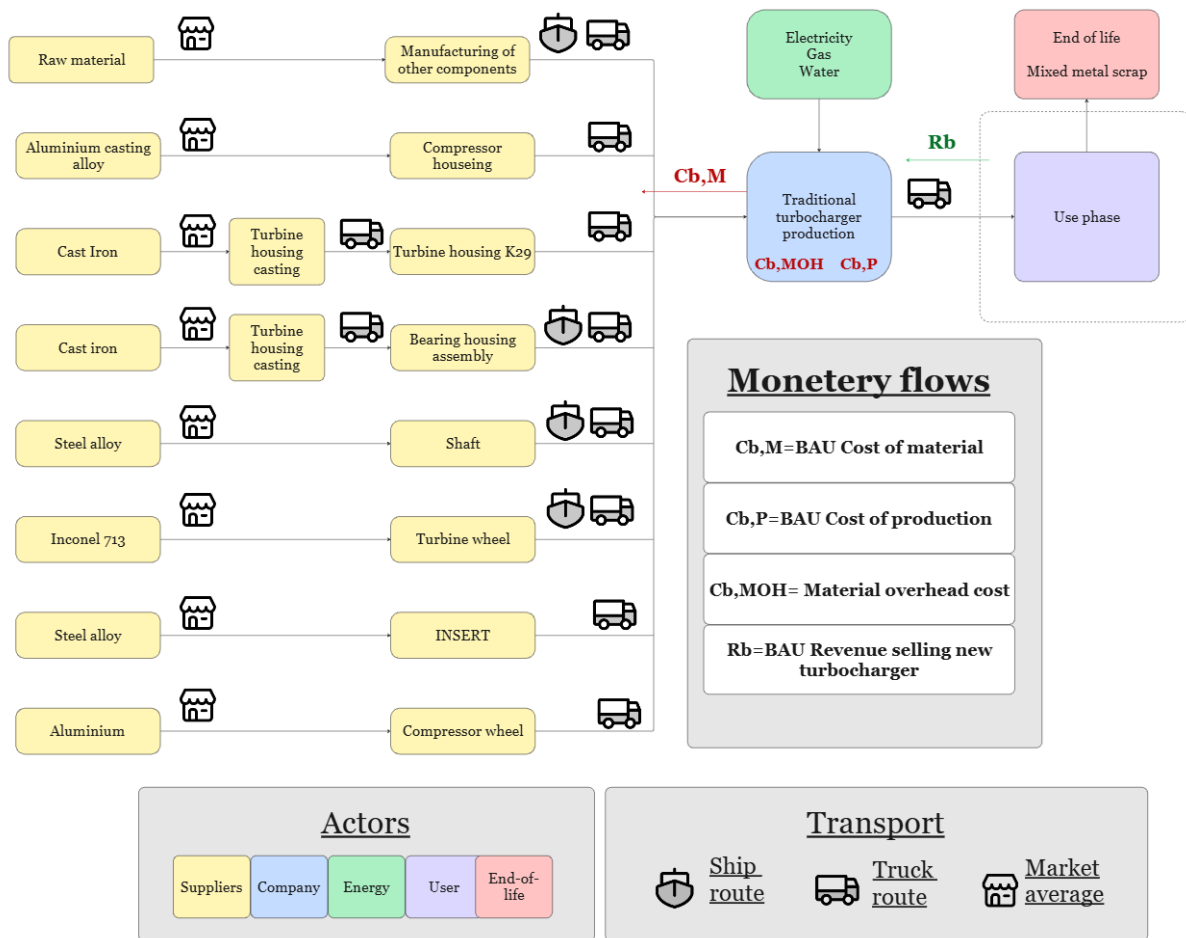 Raw material
Manufacturing of
other components
Electricity
Gas
Water
End of life
Mixed metal scrap
Aluminium casting
alloy
Compressor
houseing
Rb
Cb,M
Traditional
turbocharger
production
Cb,MOH Cb,P
Use phase
Cast Iron
Turbine
housing
casting
Turbine housing K29
Cast iron
Turbine
housing
casting
Bearing housing
assembly
Steel alloy
Shaft
Inconel 713
Turbine wheel
Steel alloy
INSERT
Aluminium
Compressor wheel
Monetery flows
Cb,M=BAU Cost of material
Cb,P=BAU Cost of production
Cb,MOH= Material overhead cost
Rb=BAU Revenue selling new
turbocharger
Actors
Suppliers
Company
Energy
User
End-of-
life
Transport
Ship
route
Truck
route
Market
average